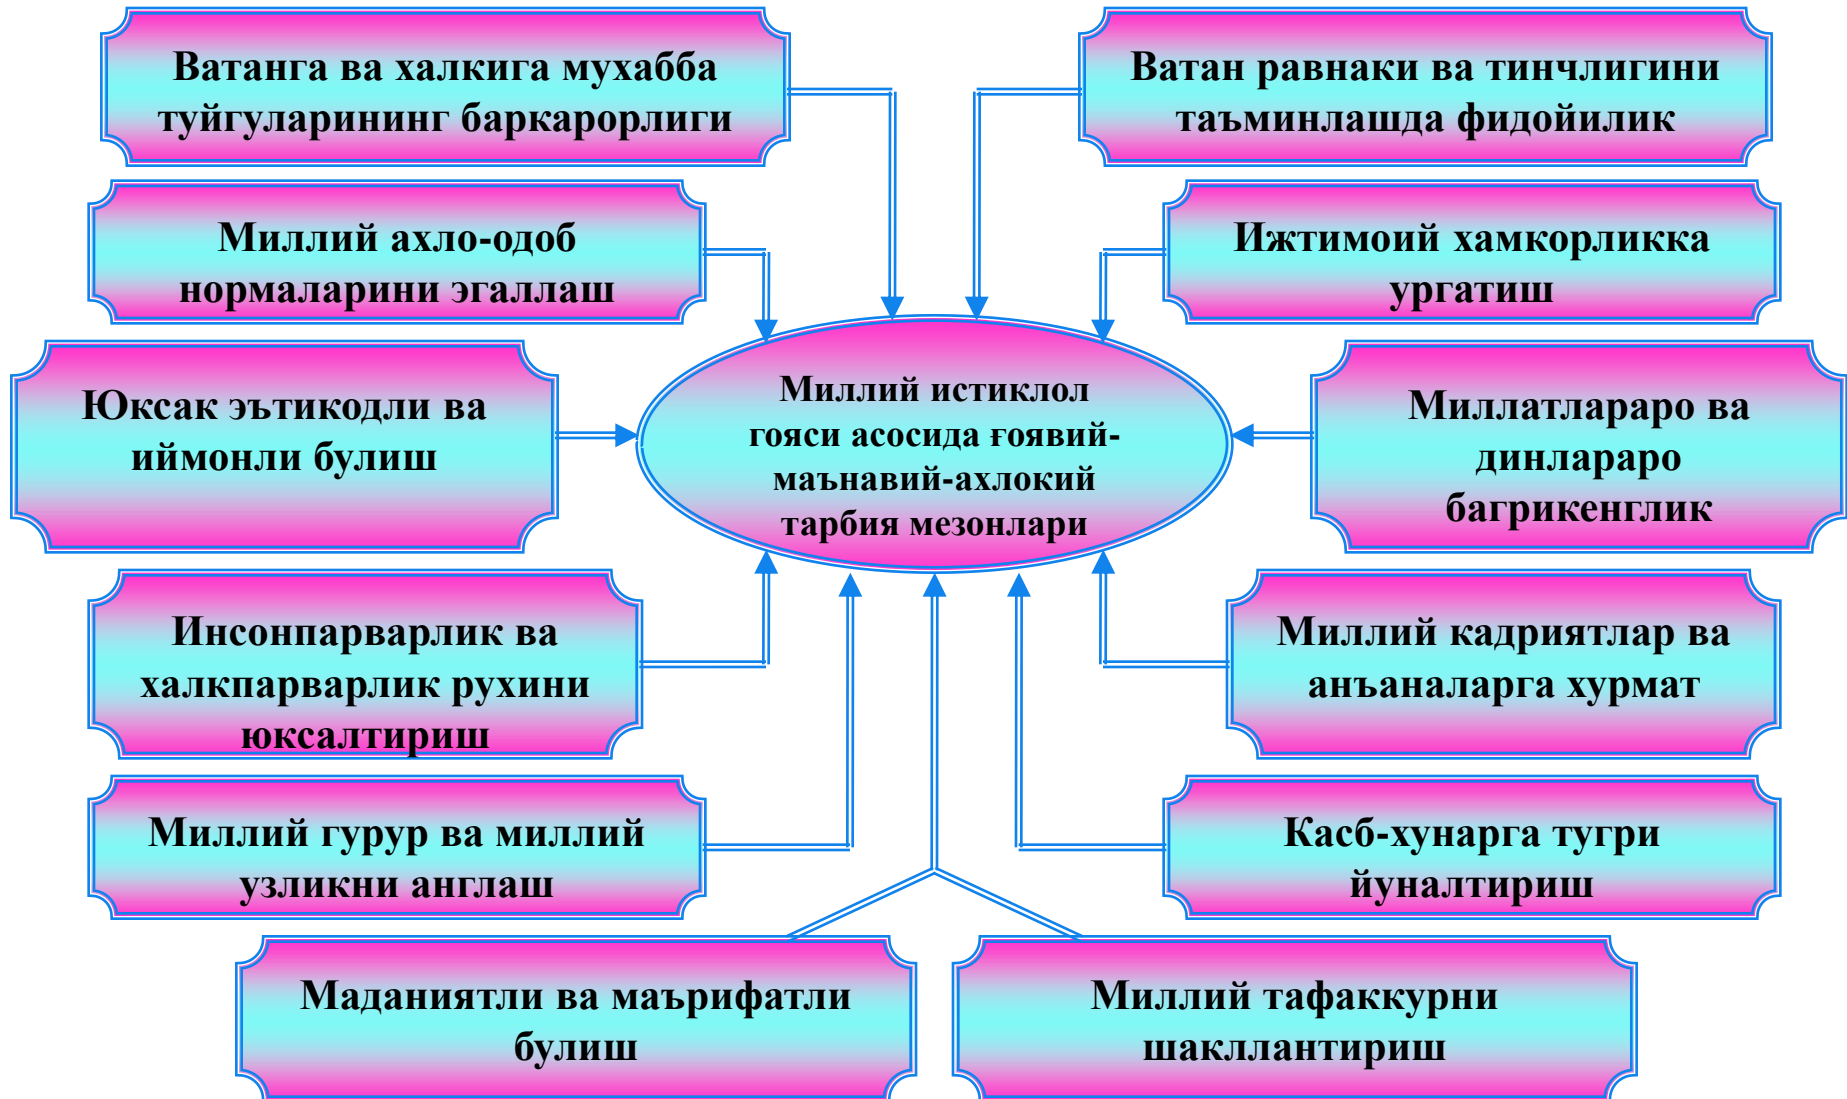 Ватанга ва халкига мухабба
туйгуларининг баркарорлиги
Ватан равнаки ва тинчлигини
таъминлашда фидойилик
Миллий ахло-одоб
нормаларини эгаллаш
Ижтимоий хамкорликка
ургатиш
Юксак эътикодли ва
иймонли булиш
Миллий истиклол
гояси асосида ғоявий-
маънавий-ахлокий
тарбия мезонлари
Миллатлараро ва
динлараро
багрикенглик
Инсонпарварлик ва
халкпарварлик рухини
юксалтириш
Миллий кадриятлар ва
анъаналарга хурмат
Миллий гурур ва миллий
узликни англаш
Касб-хунарга тугри
йуналтириш
Маданиятли ва маърифатли
булиш
Миллий тафаккурни
шакллантириш